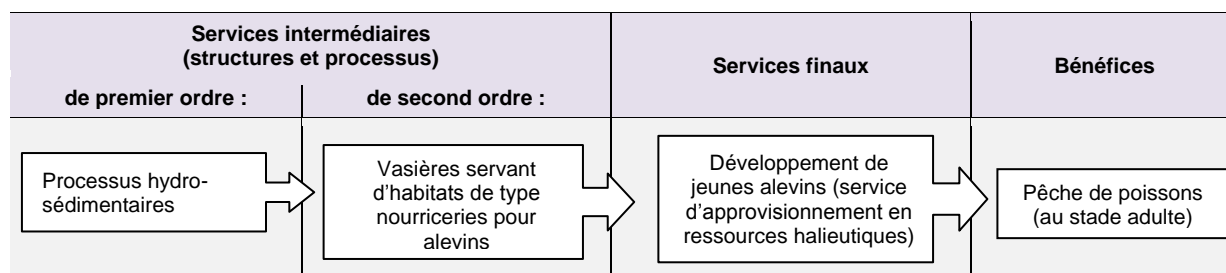 Services intermédiaires
(structures et processus)
Services finaux
Bénéfices
de premier ordre :
de second ordre :
Processus hydro-
sédimentaires
Vasières servant
d'habitats de type
nourriceries pour
alevins
Développement de
jeunes alevins (service
d'approvisionnement en
ressources halieutiques)
Pêche de poissons
(au stade adulte)